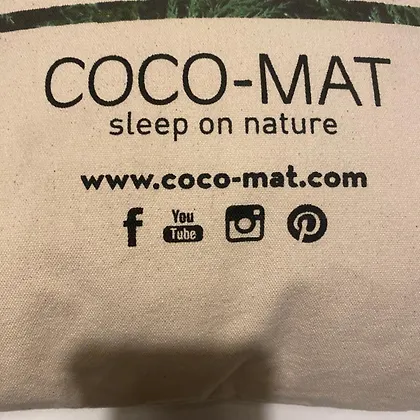 COCO-MAT
sleep on nature
www.coco-mat.com
f You Tube